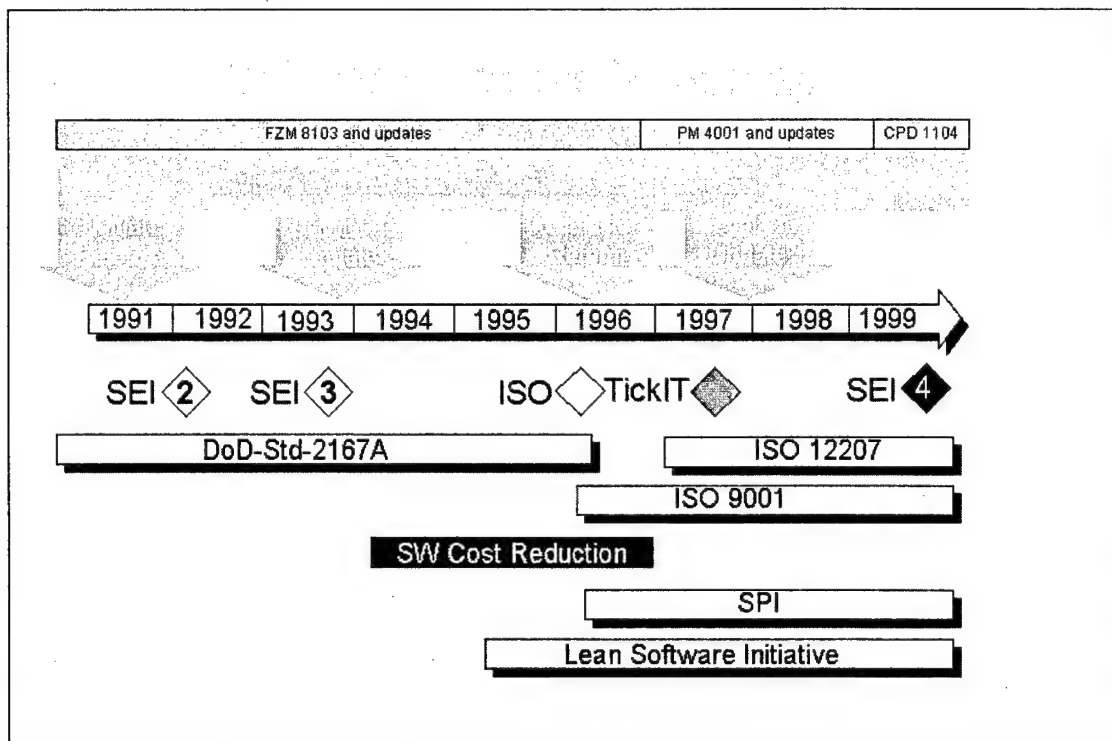 FZM 8103 and updates PM 4001 and updates CPD 1104
1991 1992 1993 1994 1995 1996 1997 1998 1999
SEI 2 SEI 3 ISO TickIT SEI 4
DoD-Std-2167A ISO 12207
ISO 9001
SW Cost Reduction
SPI
Lean Software Initiative